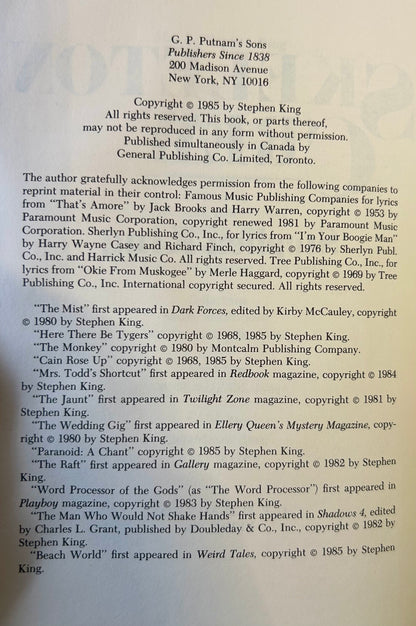 G. P. Putnam's Sons
Publishers Since 1838
200 Madison Avenue
New York, NY 10016
Copyright © 1985 by Stephen King
All rights reserved. This book, or parts thereof,
may not be reproduced in any form without permission.
Published simultaneously in Canada by
General Publishing Co. Limited, Toronto.
The author gratefully acknowledges permission from the following companies to
reprint material in their control: Famous Music Publishing Companies for lyrics
from "That's Amore" by Jack Brooks and Harry Warren, copyright © 1953 by
Paramount Music Corporation, copyright renewed 1981 by Paramount Music
Corporation. Sherlyn Publishing Co., Inc., for lyrics from "I'm Your Boogie Man"
by Harry Wayne Casey and Richard Finch, copyright © 1976 by Sherlyn Publ.
Co., Inc. and Harrick Music Co. All rights reserved. Tree Publishing Co., Inc., for
lyrics from "Okie From Muskogee" by Merle Haggard, copyright © 1969 by Tree
Publishing Co., Inc. International copyright secured. All rights reserved.
"The Mist" first appeared in Dark Forces, edited by Kirby McCauley, copyright
© 1980 by Stephen King.
"Here There Be Tygers" copyright © 1968, 1985 by Stephen King.
"The Monkey" copyright © 1980 by Montcalm Publishing Company.
"Cain Rose Up" copyright © 1968, 1985 by Stephen King.
"Mrs. Todd's Shortcut" first appeared in Redbook magazine, copyright © 1984
by Stephen King.
"The Jaunt" first appeared in Twilight Zone magazine, copyright © 1981 by
Stephen King.
"The Wedding Gig" first appeared in Ellery Queen's Mystery Magazine, copy-
right © 1980 by Stephen King.
"Paranoid: A Chant" copyright © 1985 by Stephen King.
"The Raft" first appeared in Gallery magazine, copyright © 1982 by Stephen
King.
"Word Processor of the Gods" (as "The Word Processor") first appeared in
Playboy magazine, copyright © 1983 by Stephen King.
"The Man Who Would Not Shake Hands" first appeared in Shadows 4, edited
by Charles L. Grant, published by Doubleday & Co., Inc., copyright © 1982 by
Stephen King.
"Beach World" first appeared in Weird Tales, copyright © 1985 by Stephen
King.